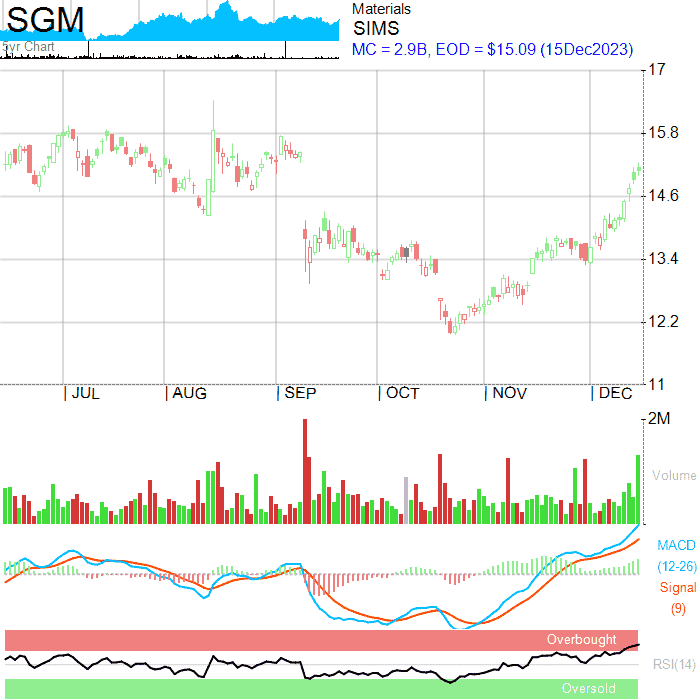 SGM
5yr Chart
Materials
SIMS
MC = 2.9B, EOD = $15.09 (15Dec2023)
17
15.8
14.6
13.4
12.2
11
JUL AUG SEP OCT NOV DEC
2M
Volume
MACD
(12-26)
Signal
(9)
Overbought
RSI(14)
Oversold